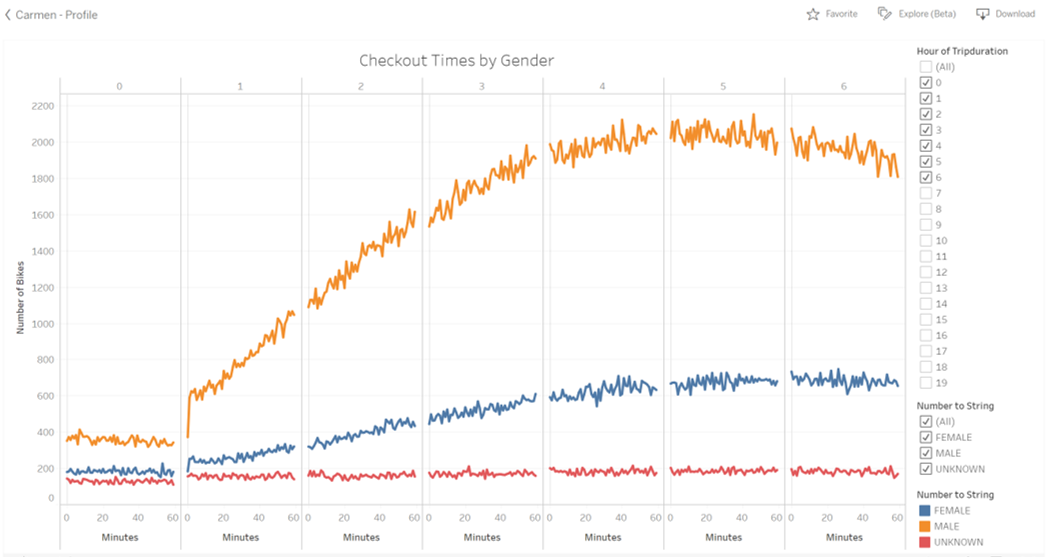 Carmen - Profile
Favorite
Explore (Beta)
Download
Checkout Times by Gender
0 1 2 3 4 5 6
Number of Bikes
2200
2000
1800
1600
1400
1200
1000
800
600
400
200
0
0 20 40 60 0 20 40 60 0 20 40 60 0 20 40 60 0 20 40 60 0 20 40 60 0 20 40 60
Minutes Minutes Minutes Minutes Minutes Minutes Minutes
Hour of Tripduration
(All)
0
1
2
3
4
5
6
7
8
9
10
11
12
13
14
15
16
17
18
19
Number to String
(All)
FEMALE
MALE
UNKNOWN
Number to String
FEMALE
MALE
UNKNOWN